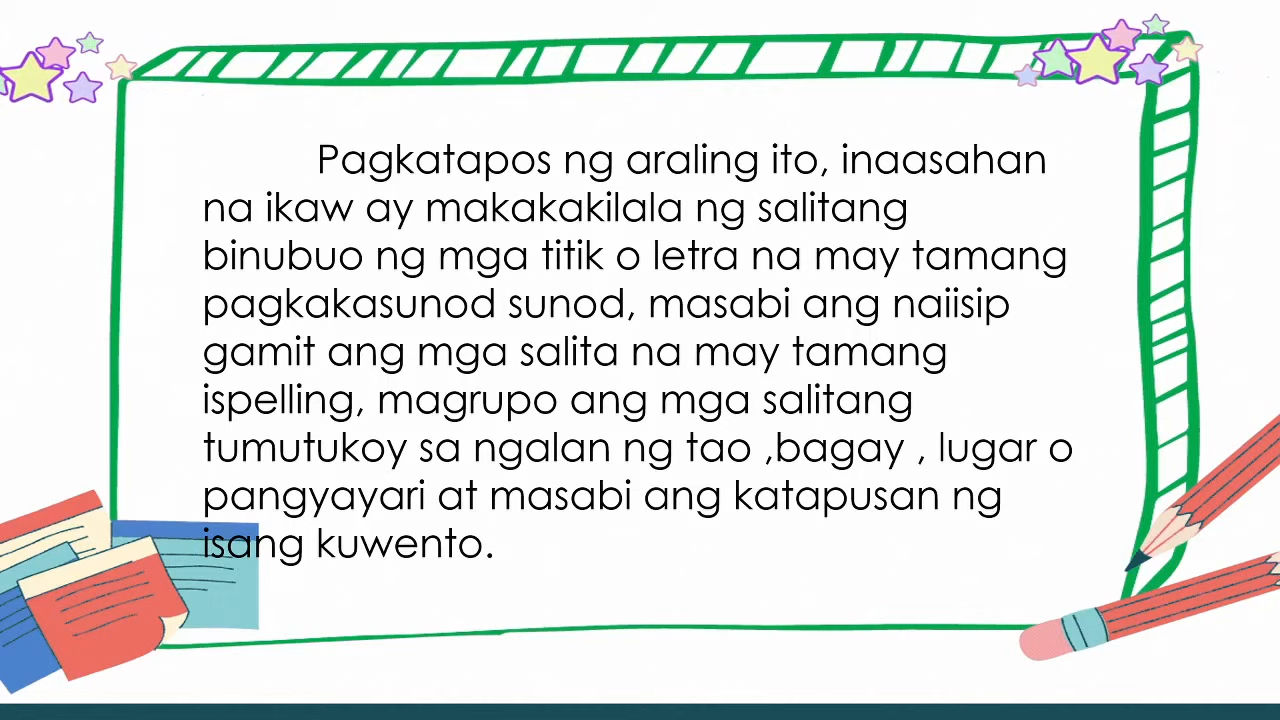 Pagkatapos ng araling ito, inaasahan
na ikaw ay makakakilala ng salitang
binubuo ng mga titik o letra na may tamang
pagkakasunod sunod, masabi ang naiisip
gamit ang mga salita na may tamang
ispelling, magrupo ang mga salitang
tumutukoy sa ngalan ng tao ,bagay , lugar o
pangyayari at masabi ang katapusan ng
isang kuwento.